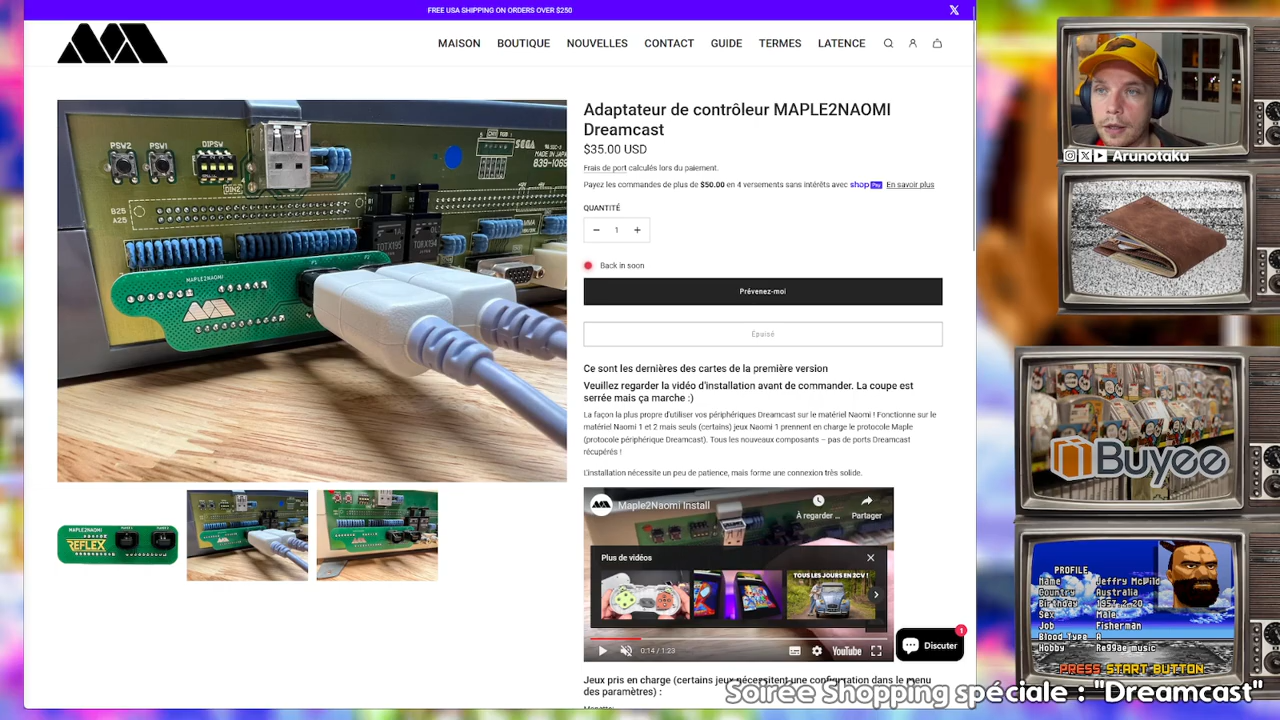 FREE USA SHIPPING ON ORDERS OVER $250
MAISON BOUTIQUE NOUVELLES CONTACT GUIDE TERMES LATENCE
PSW2 PSW1 DIPSW
SEGA
MADE IN JAPAN
B25
A25
TOTX195 TORX194
MAPLE2NAOMI
Adaptateur de contrôleur MAPLE2NAOMI
Dreamcast
$35.00 USD
Frais de port calculés lors du paiement.
Payez les commandes de plus de $50.00 en 4 versements sans intérêts avec shop Pay En savoir plus
QUANTITÉ
− 1 +
Back in soon
Prévenez-moi
Épuisé
Ce sont les dernières des cartes de la première version
Veuillez regarder la vidéo d'installation avant de commander. La coupe est
serrée mais ça marche :)
La façon la plus propre d'utiliser vos périphériques Dreamcast sur le matériel Naomi ! Fonctionne sur le
matériel Naomi 1 et 2 mais seuls (certains) jeux Naomi 1 prennent en charge le protocole Maple
(protocole périphérique Dreamcast). Tous les nouveaux composants – pas de ports Dreamcast
récupérés !
L'installation nécessite un peu de patience, mais forme une connexion très solide.
MAPLE2NAOMI
REFLEX
Maple2Naomi Install
À regarder ... Partager
Plus de vidéos
TOUS LES JOURS EN 2CV !
0:14 / 1:23
YouTube
Discuter
1
Jeux pris en charge (certains jeux nécessitent une configuration dans le menu
des paramètres) :
Arunotaku
Buyee
PROFILE
Name Jeffry McWild
Country Australia
Birthday 1957.2.20
Sex Male
Job Fisherman
Blood Type A
Hobby Reggae music
PRESS START BUTTON
Soirée Shopping spéciale : "Dreamcast"